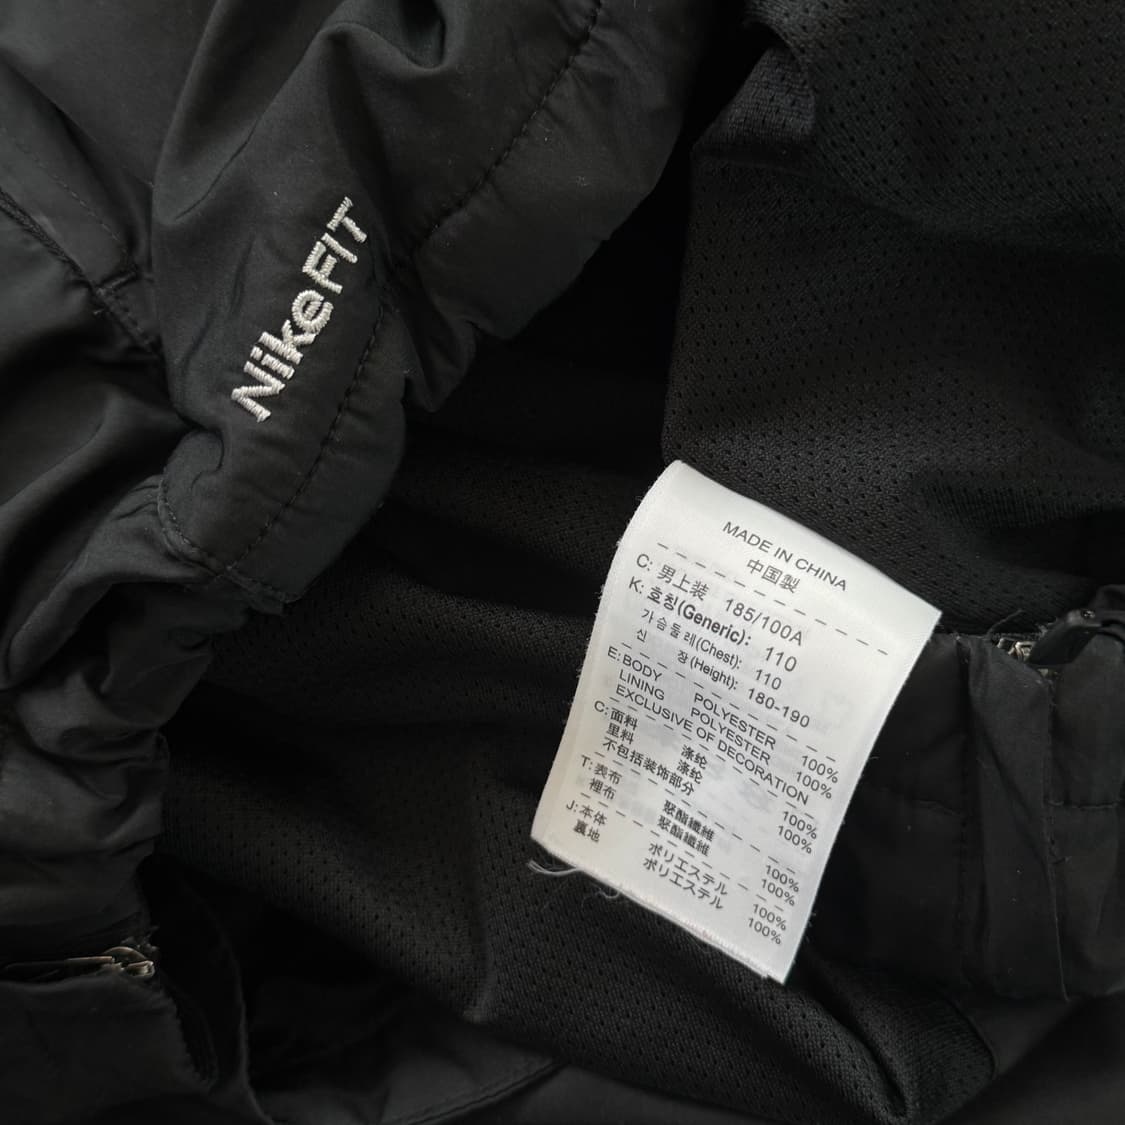 NikeFIT
MADE IN CHINA
中国製
C: 男上装 185/100A
K: 호칭(Generic): 110
가슴둘레(Chest): 110
신 장(Height): 180-190
E: BODY POLYESTER 100%
LINING POLYESTER 100%
EXCLUSIVE OF DECORATION
C: 面料 涤纶 100%
里料 涤纶 100%
不包括装饰部分
T: 表布 聚酯纖維 100%
裡布 聚酯纖維 100%
J: 本体 ポリエステル 100%
裏地 ポリエステル 100%